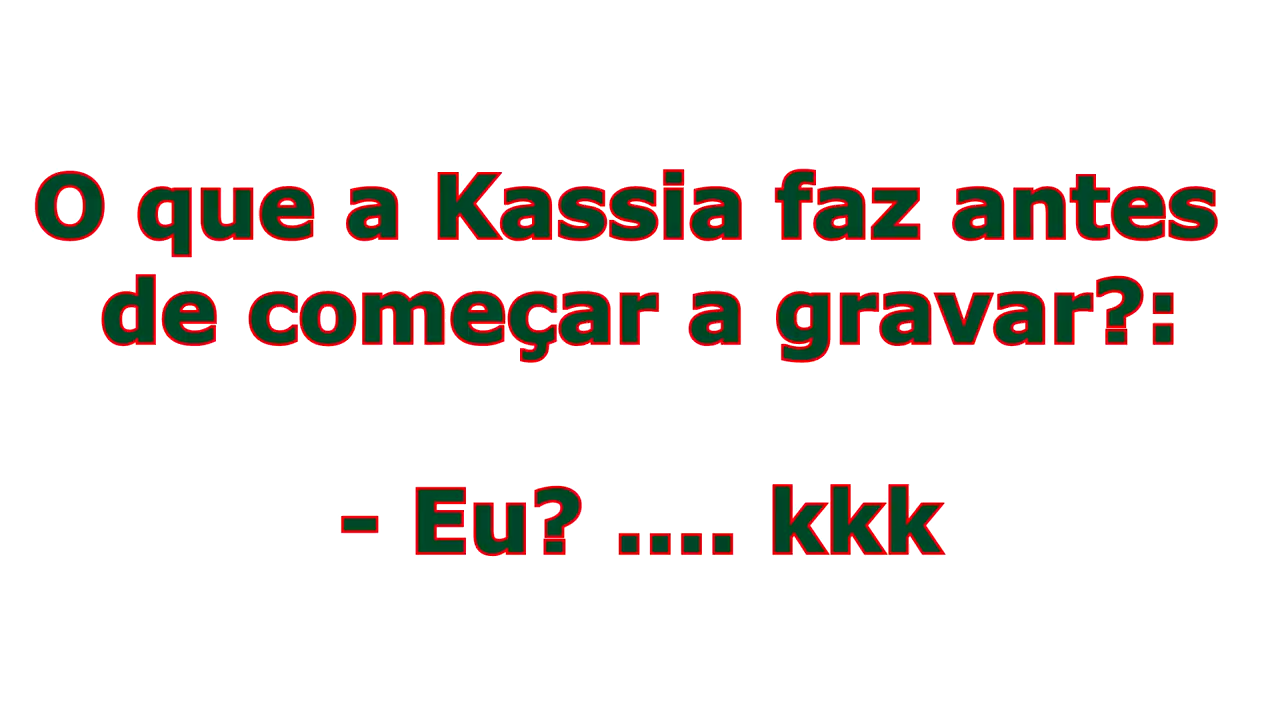 O que a Kassia faz antes
de começar a gravar?:
- Eu? .... kkk